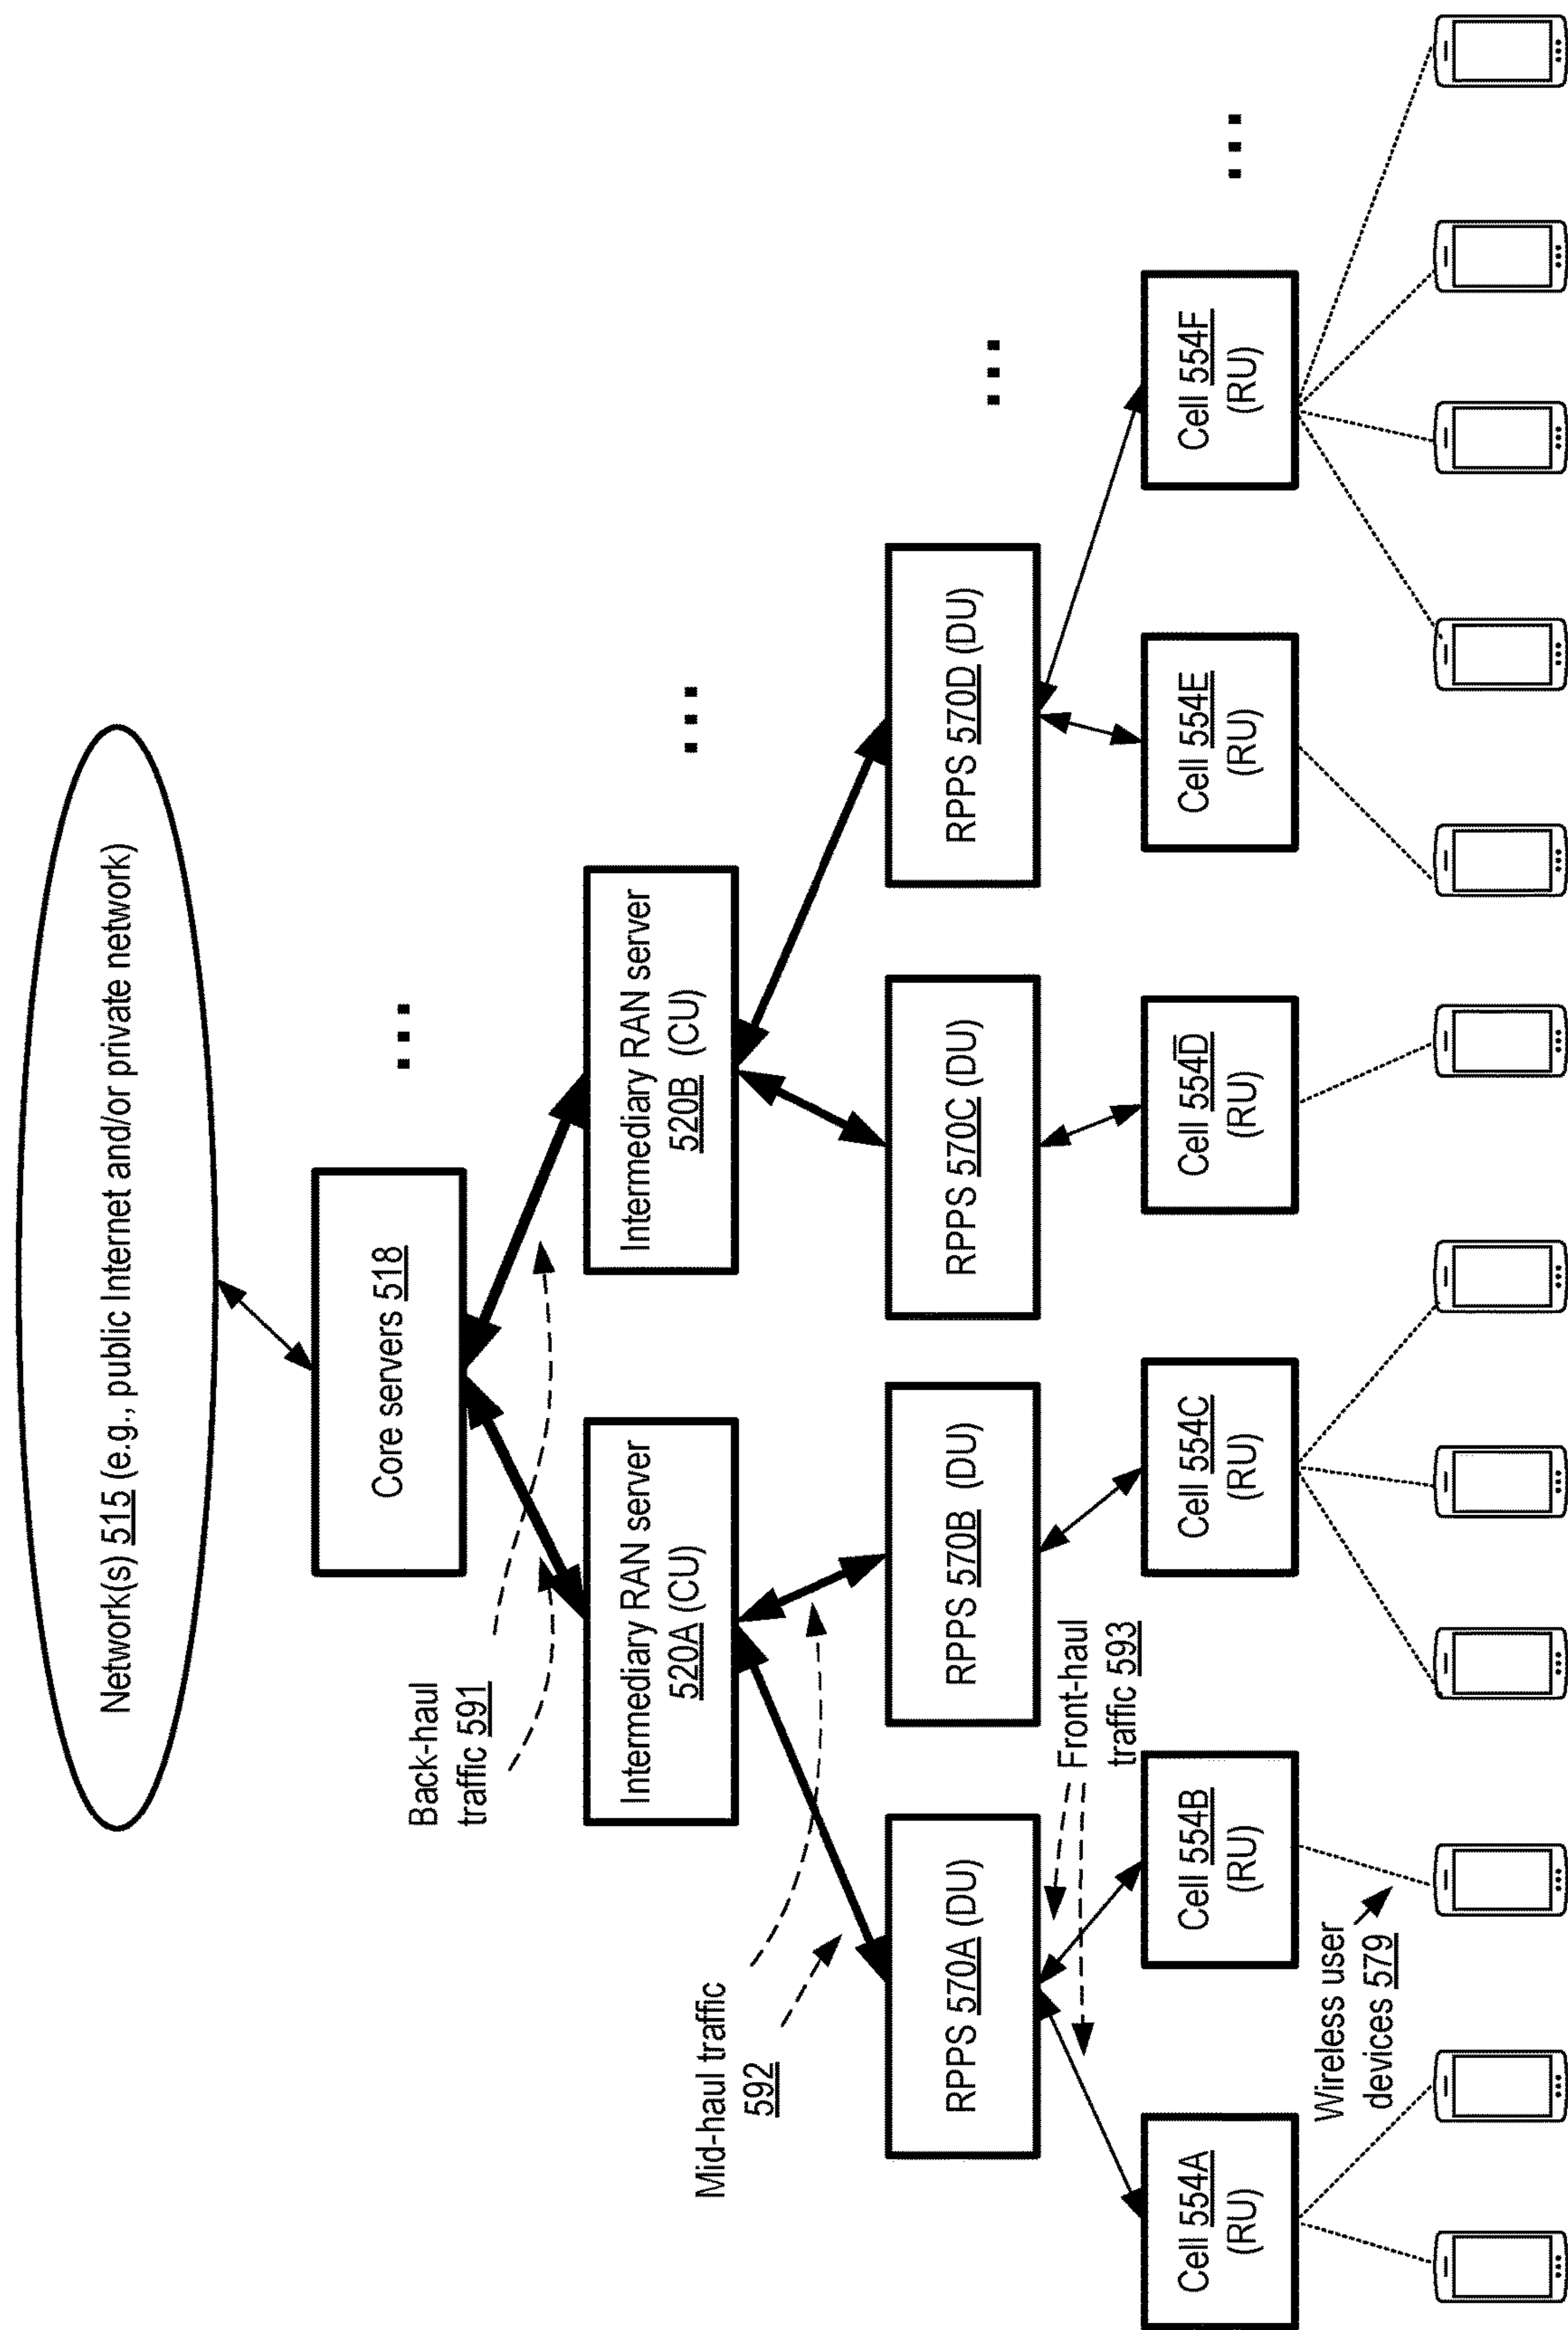 Network(s) 515 (e.g., public Internet and/or private network)
Core servers 518
...
Back-haul
traffic 591
Intermediary RAN server
520A (CU)
Intermediary RAN server
520B (CU)
...
Mid-haul traffic
592
RPPS 570A (DU)
RPPS 570B (DU)
RPPS 570C (DU)
RPPS 570D (DU)
...
Front-haul
traffic 593
Cell 554A
(RU)
Cell 554B
(RU)
Cell 554C
(RU)
Cell 554D
(RU)
Cell 554E
(RU)
Cell 554F
(RU)
...
Wireless user
devices 579